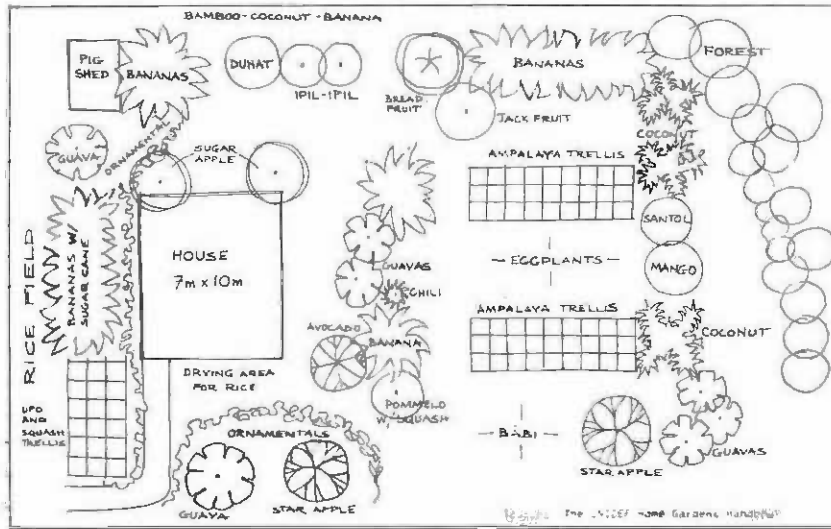 BAMBOO-COCONUT-BANANA
PIG
SHED
BANANAS
DUHAT
IPIL-IPIL
BREAD
FRUIT
BANANAS
JACK FRUIT
FOREST
COCONUT
GUAVA
ORNAMENTALS
SUGAR
APPLE
AMPALAYA TRELLIS
SANTOL
RICE FIELD
BANANAS W/
SUGAR CANE
HOUSE
7m x 10m
GUAVAS
CHILI
EGGPLANTS
MANGO
AMPALAYA TRELLIS
COCONUT
AVOCADO
BANANA
DRYING AREA
FOR RICE
POMMELO
W/ SQUASH
UPO
AND
SQUASH
TRELLIS
ORNAMENTALS
BABI
GUAVAS
GUAVA
STAR APPLE
STAR APPLE
The UNICEF Home Gardens Handbook